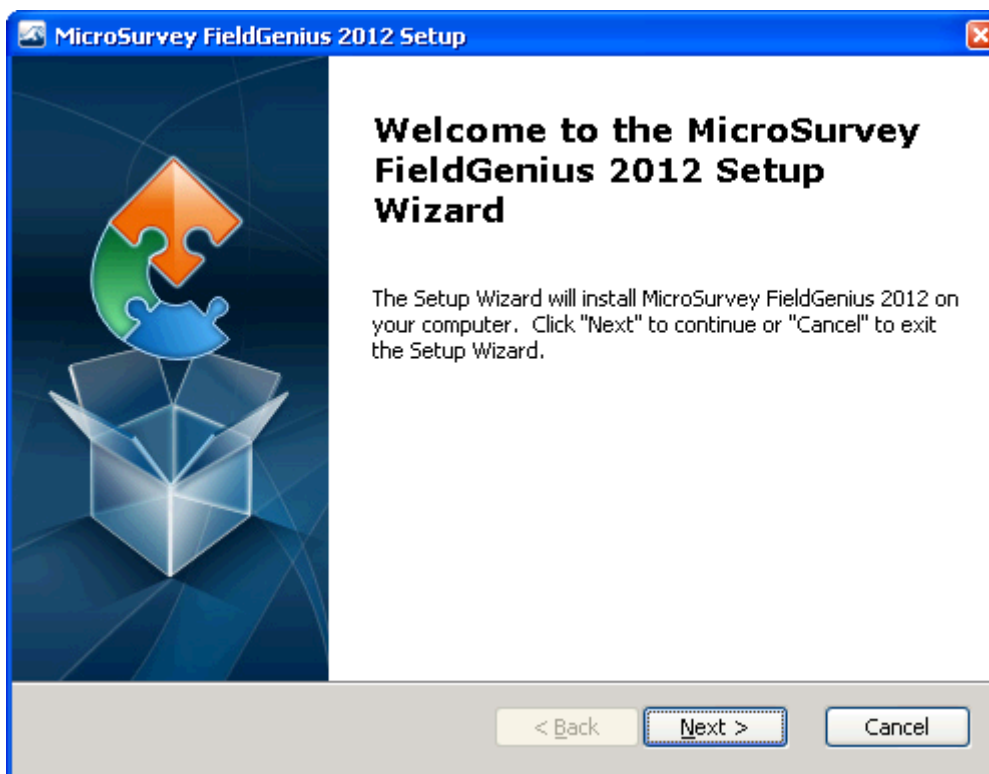 MicroSurvey FieldGenius 2012 Setup
Welcome to the MicroSurvey
FieldGenius 2012 Setup
Wizard
The Setup Wizard will install MicroSurvey FieldGenius 2012 on
your computer. Click "Next" to continue or "Cancel" to exit
the Setup Wizard.
< Back
Next >
Cancel